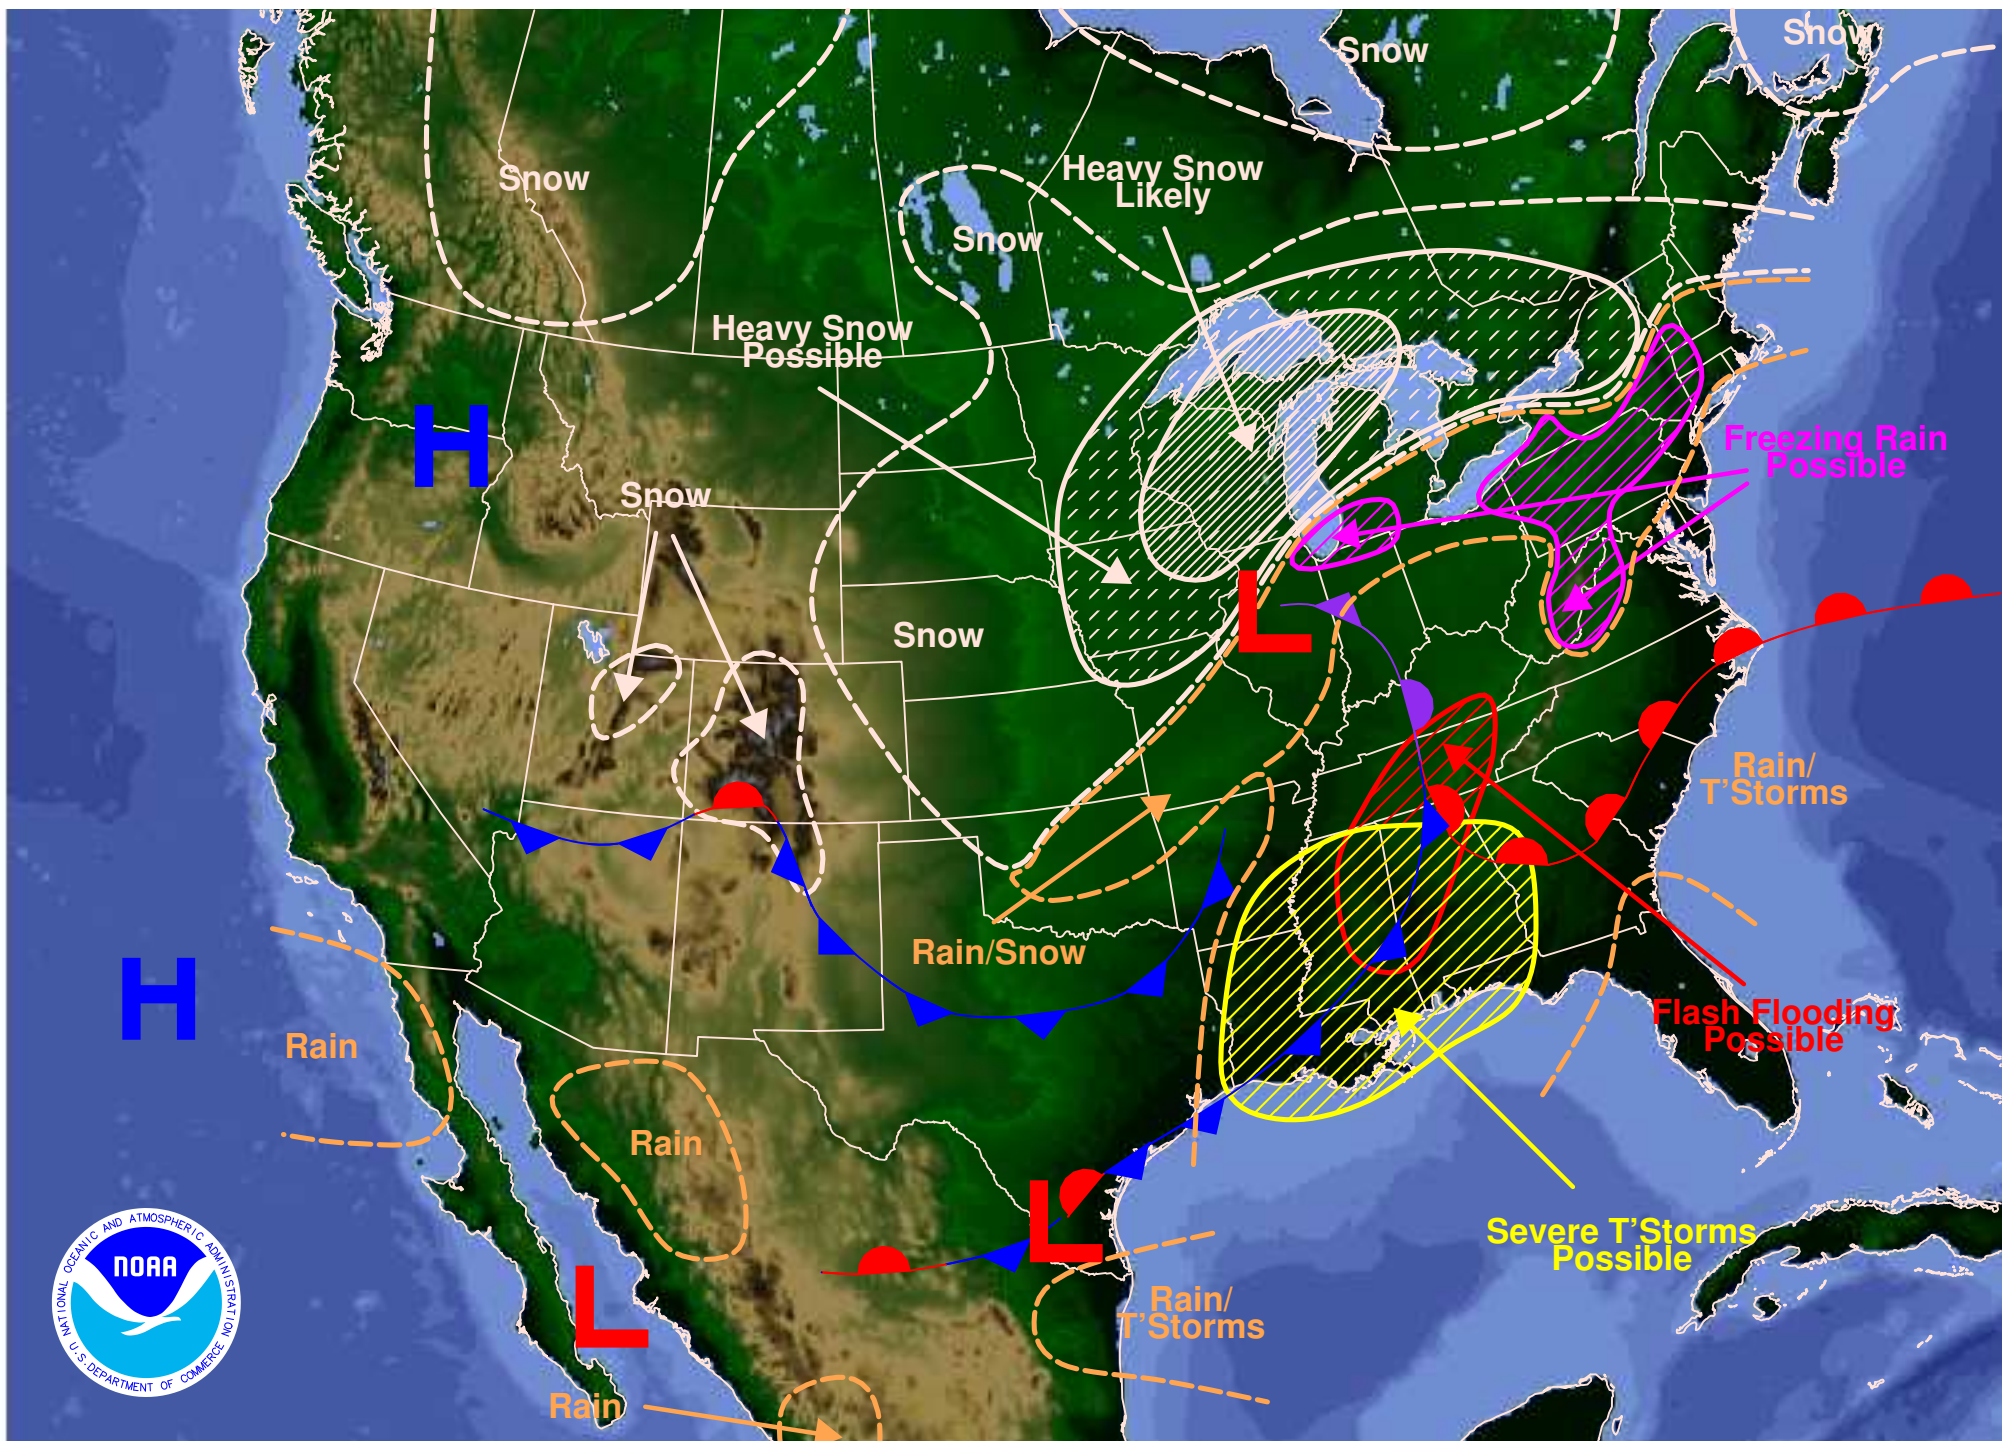 Snow
Snow
Heavy Snow
Likely
Snow
Snow
Heavy Snow
Possible
H
Freezing Rain
Possible
Snow
L
Snow
Rain/
T'Storms
Rain/Snow
H
Rain
Flash Flooding
Possible
Rain
L
Severe T'Storms
Possible
L
Rain/
T'Storms
Rain
NATIONAL OCEANIC AND ATMOSPHERIC ADMINISTRATION
NOAA
U.S. DEPARTMENT OF COMMERCE